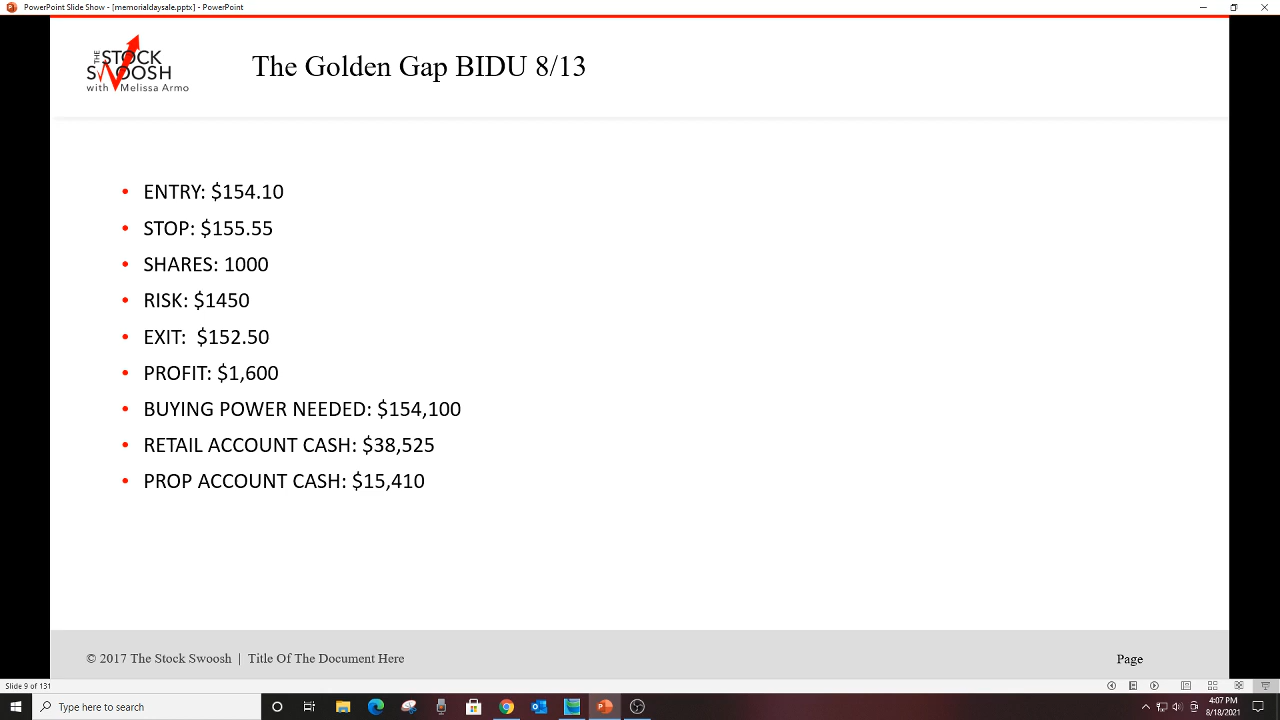 PowerPoint Slide Show - [memorialdaysale.pptx] - PowerPoint
THE
STOCK
SWOOSH
with Melissa Armo
The Golden Gap BIDU 8/13
• ENTRY: $154.10
• STOP: $155.55
• SHARES: 1000
• RISK: $1450
• EXIT:  $152.50
• PROFIT: $1,600
• BUYING POWER NEEDED: $154,100
• RETAIL ACCOUNT CASH: $38,525
• PROP ACCOUNT CASH: $15,410
© 2017 The Stock Swoosh | Title Of The Document Here
Page
Slide 9 of 131
Type here to search
4:07 PM
8/18/2021